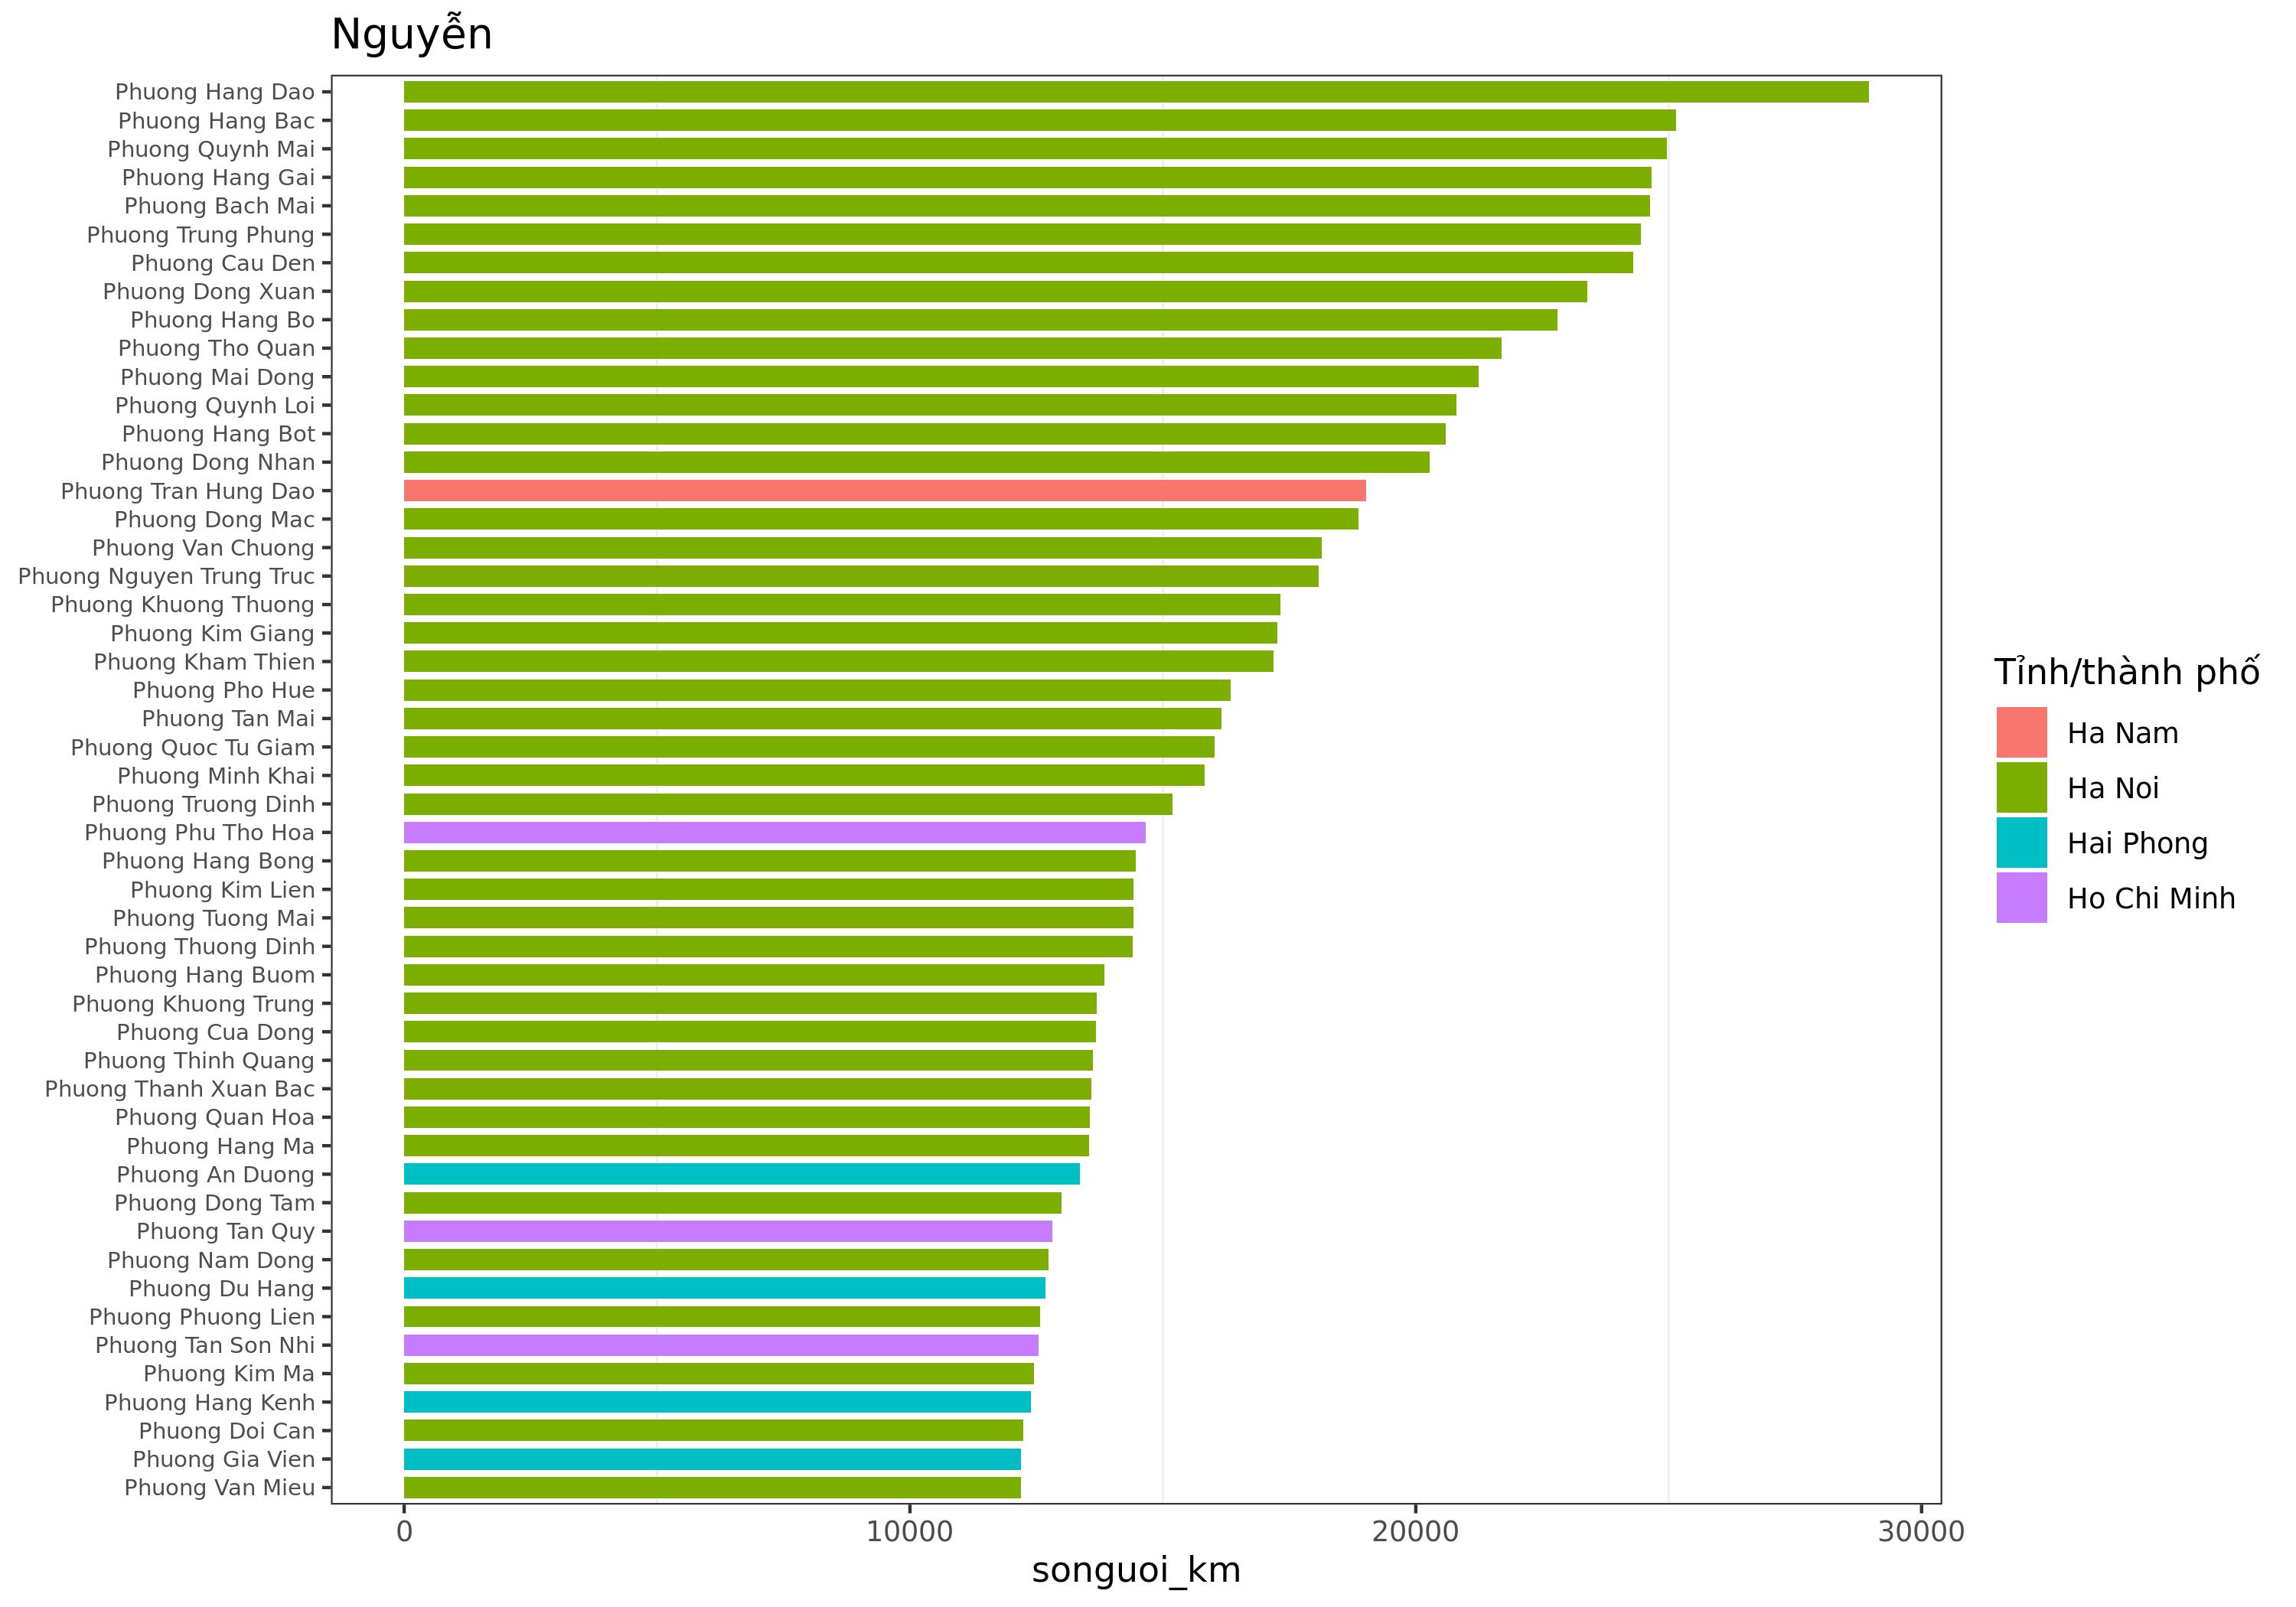 Nguyễn
Phuong Hang Dao
Phuong Hang Bac
Phuong Quynh Mai
Phuong Hang Gai
Phuong Bach Mai
Phuong Trung Phung
Phuong Cau Den
Phuong Dong Xuan
Phuong Hang Bo
Phuong Tho Quan
Phuong Mai Dong
Phuong Quynh Loi
Phuong Hang Bot
Phuong Dong Nhan
Phuong Tran Hung Dao
Phuong Dong Mac
Phuong Van Chuong
Phuong Nguyen Trung Truc
Phuong Khuong Thuong
Phuong Kim Giang
Phuong Kham Thien
Phuong Pho Hue
Phuong Tan Mai
Phuong Quoc Tu Giam
Phuong Minh Khai
Phuong Truong Dinh
Phuong Phu Tho Hoa
Phuong Hang Bong
Phuong Kim Lien
Phuong Tuong Mai
Phuong Thuong Dinh
Phuong Hang Buom
Phuong Khuong Trung
Phuong Cua Dong
Phuong Thinh Quang
Phuong Thanh Xuan Bac
Phuong Quan Hoa
Phuong Hang Ma
Phuong An Duong
Phuong Dong Tam
Phuong Tan Quy
Phuong Nam Dong
Phuong Du Hang
Phuong Phuong Lien
Phuong Tan Son Nhi
Phuong Kim Ma
Phuong Hang Kenh
Phuong Doi Can
Phuong Gia Vien
Phuong Van Mieu
0 10000 20000 30000
songuoi_km
Tỉnh/thành phố
Ha Nam
Ha Noi
Hai Phong
Ho Chi Minh